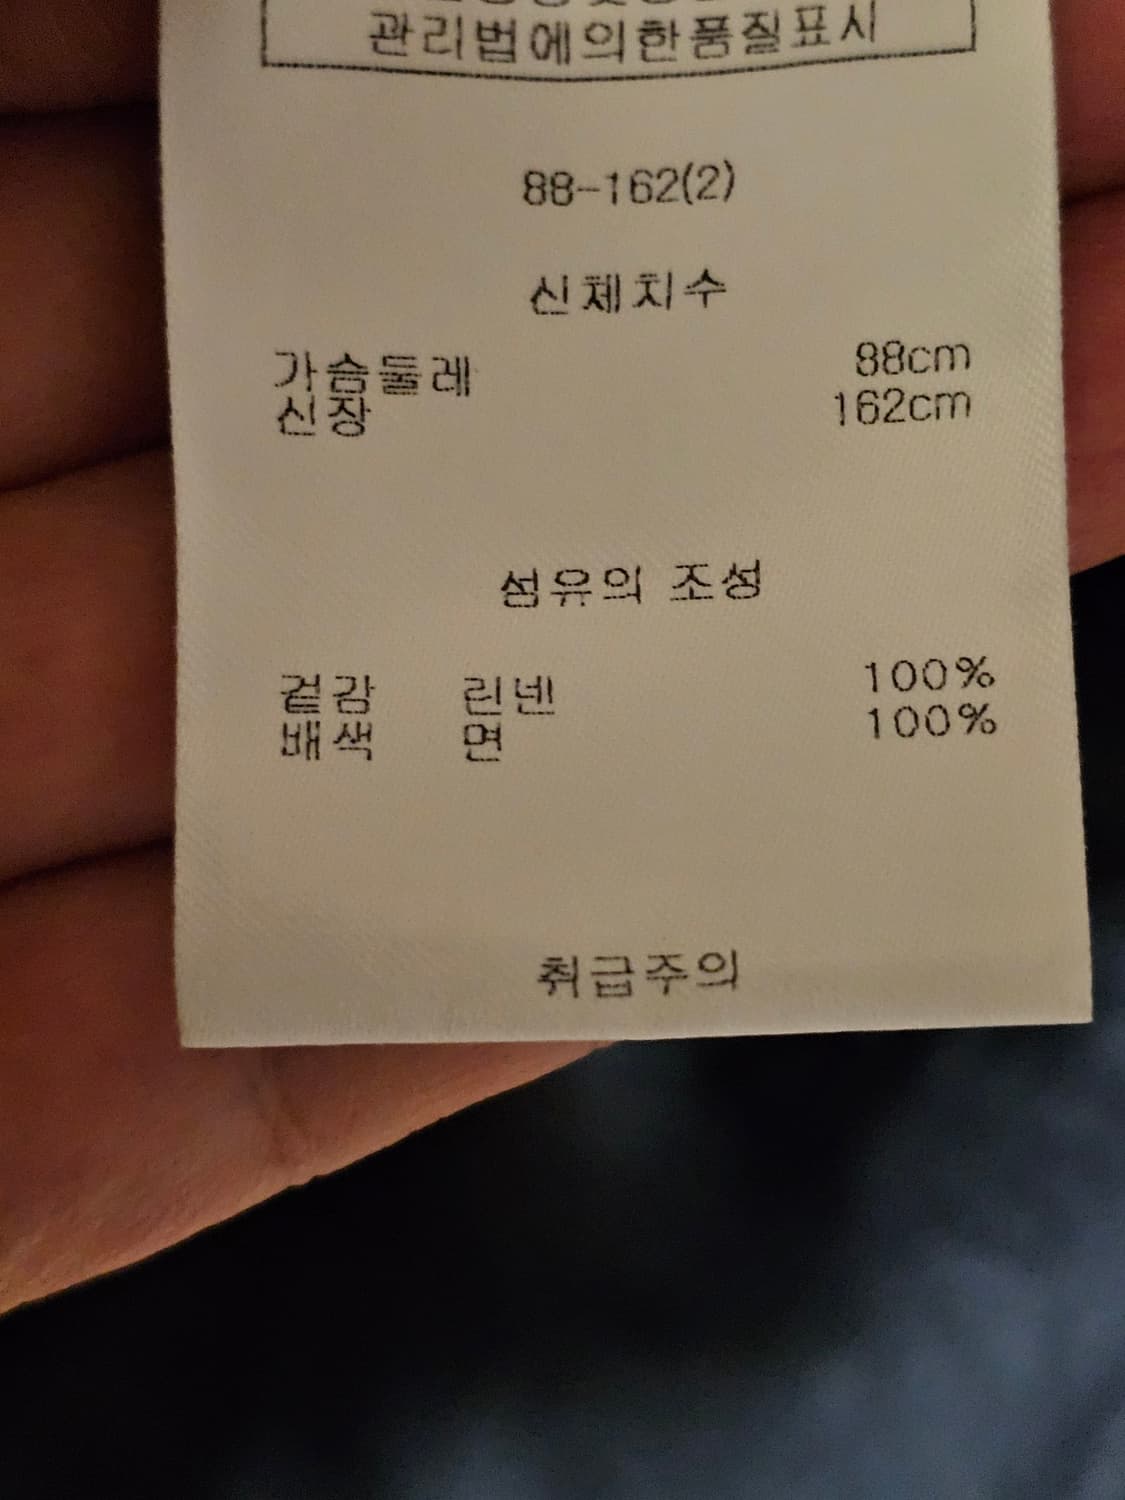 관리법에의한품질표시
88-162(2)
신체치수
가슴둘레 88cm
신장 162cm
섬유의 조성
겉감 린넨 100%
배색 면 100%
취급주의